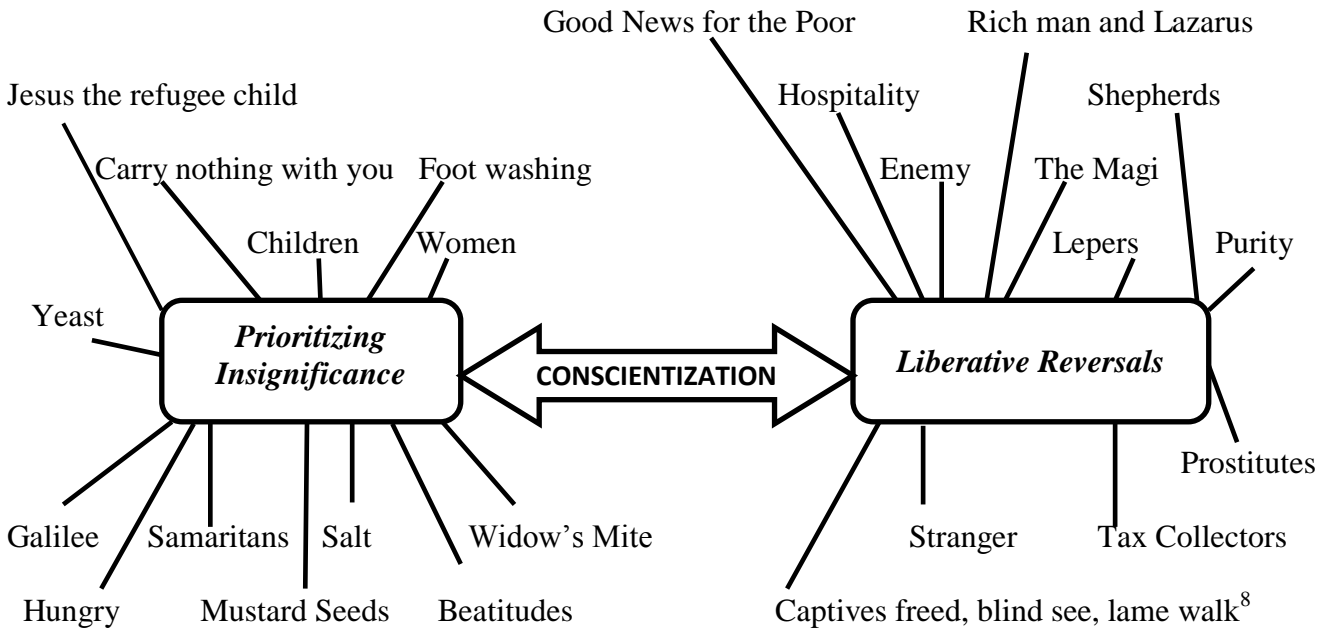 Good News for the Poor
Rich man and Lazarus
Jesus the refugee child
Hospitality
Shepherds
Carry nothing with you
Foot washing
Enemy
The Magi
Children
Women
Lepers
Purity
Yeast
Prioritizing
Insignificance
CONSCIENTIZATION
Liberative Reversals
Prostitutes
Galilee
Samaritans
Salt
Widow’s Mite
Stranger
Tax Collectors
Hungry
Mustard Seeds
Beatitudes
Captives freed, blind see, lame walk⁸